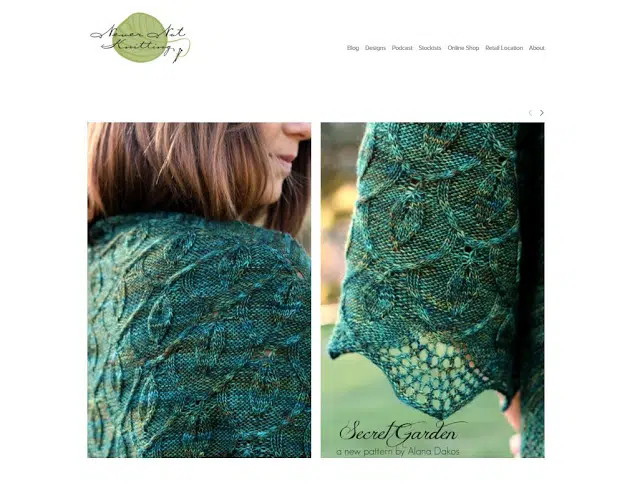 Never Not
Knitting
Blog Designs Podcast Stockists Online Shop Retail Location About
Secret Garden
a new pattern by Alana Dakos